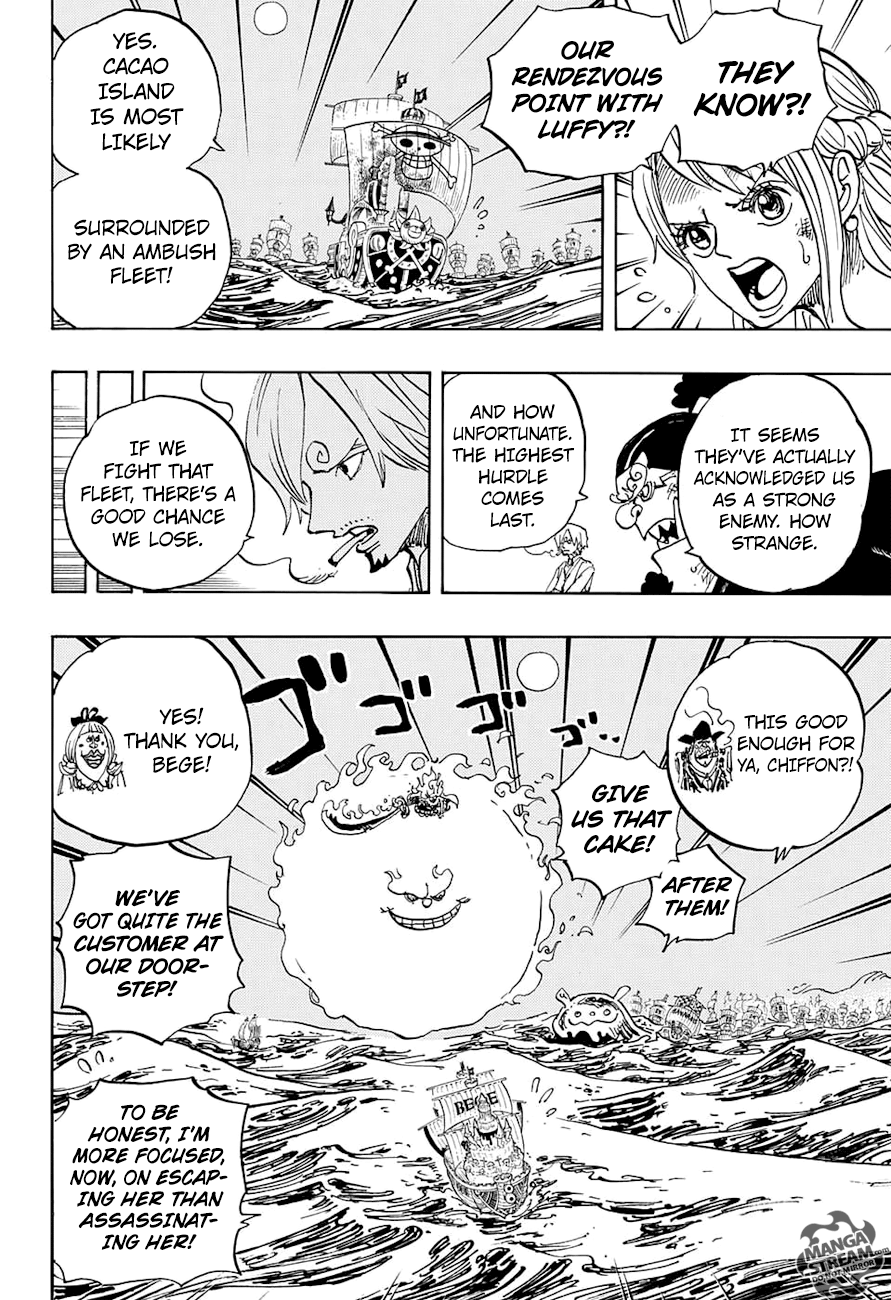 THEY
KNOW?!
OUR
RENDEZVOUS
POINT WITH
LUFFY?!
YES.
CACAO
ISLAND
IS MOST
LIKELY
SURROUNDED
BY AN AMBUSH
FLEET!
IT SEEMS
THEY'VE ACTUALLY
ACKNOWLEDGED US
AS A STRONG
ENEMY. HOW
STRANGE.
AND HOW
UNFORTUNATE.
THE HIGHEST
HURDLE
COMES
LAST.
IF WE
FIGHT THAT
FLEET, THERE'S A
GOOD CHANCE
WE LOSE.
THIS GOOD
ENOUGH FOR
YA, CHIFFON?!
YES!
THANK YOU,
BEGE!
ゴゴゴゴ
GIVE
US THAT
CAKE!
AFTER
THEM!
WE'VE
GOT QUITE THE
CUSTOMER AT
OUR DOOR-
STEP!
BEGE
TO BE
HONEST, I'M
MORE FOCUSED,
NOW, ON ESCAP-
ING HER THAN
ASSASSINAT-
ING HER!
MANGA
STREAM.com
DO NOT MIRROR